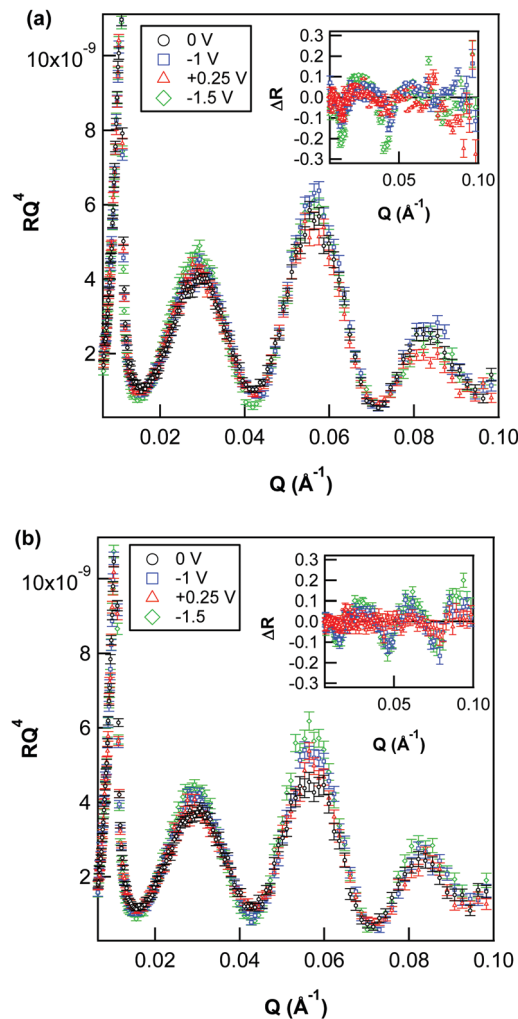 (a)
10x10-9
8
6
4
2
RQ4
0 V
-1 V
+0.25 V
-1.5 V
0.3
0.2
0.1
0.0
-0.1
-0.2
-0.3
ΔR
0.05
0.10
Q (Å-1)
0.02
0.04
0.06
0.08
0.10
Q (Å-1)
(b)
10x10-9
8
6
4
2
RQ4
0 V
-1 V
+0.25 V
-1.5
0.3
0.2
0.1
0.0
-0.1
-0.2
-0.3
ΔR
0.05
0.10
Q (Å-1)
0.02
0.04
0.06
0.08
0.10
Q (Å-1)